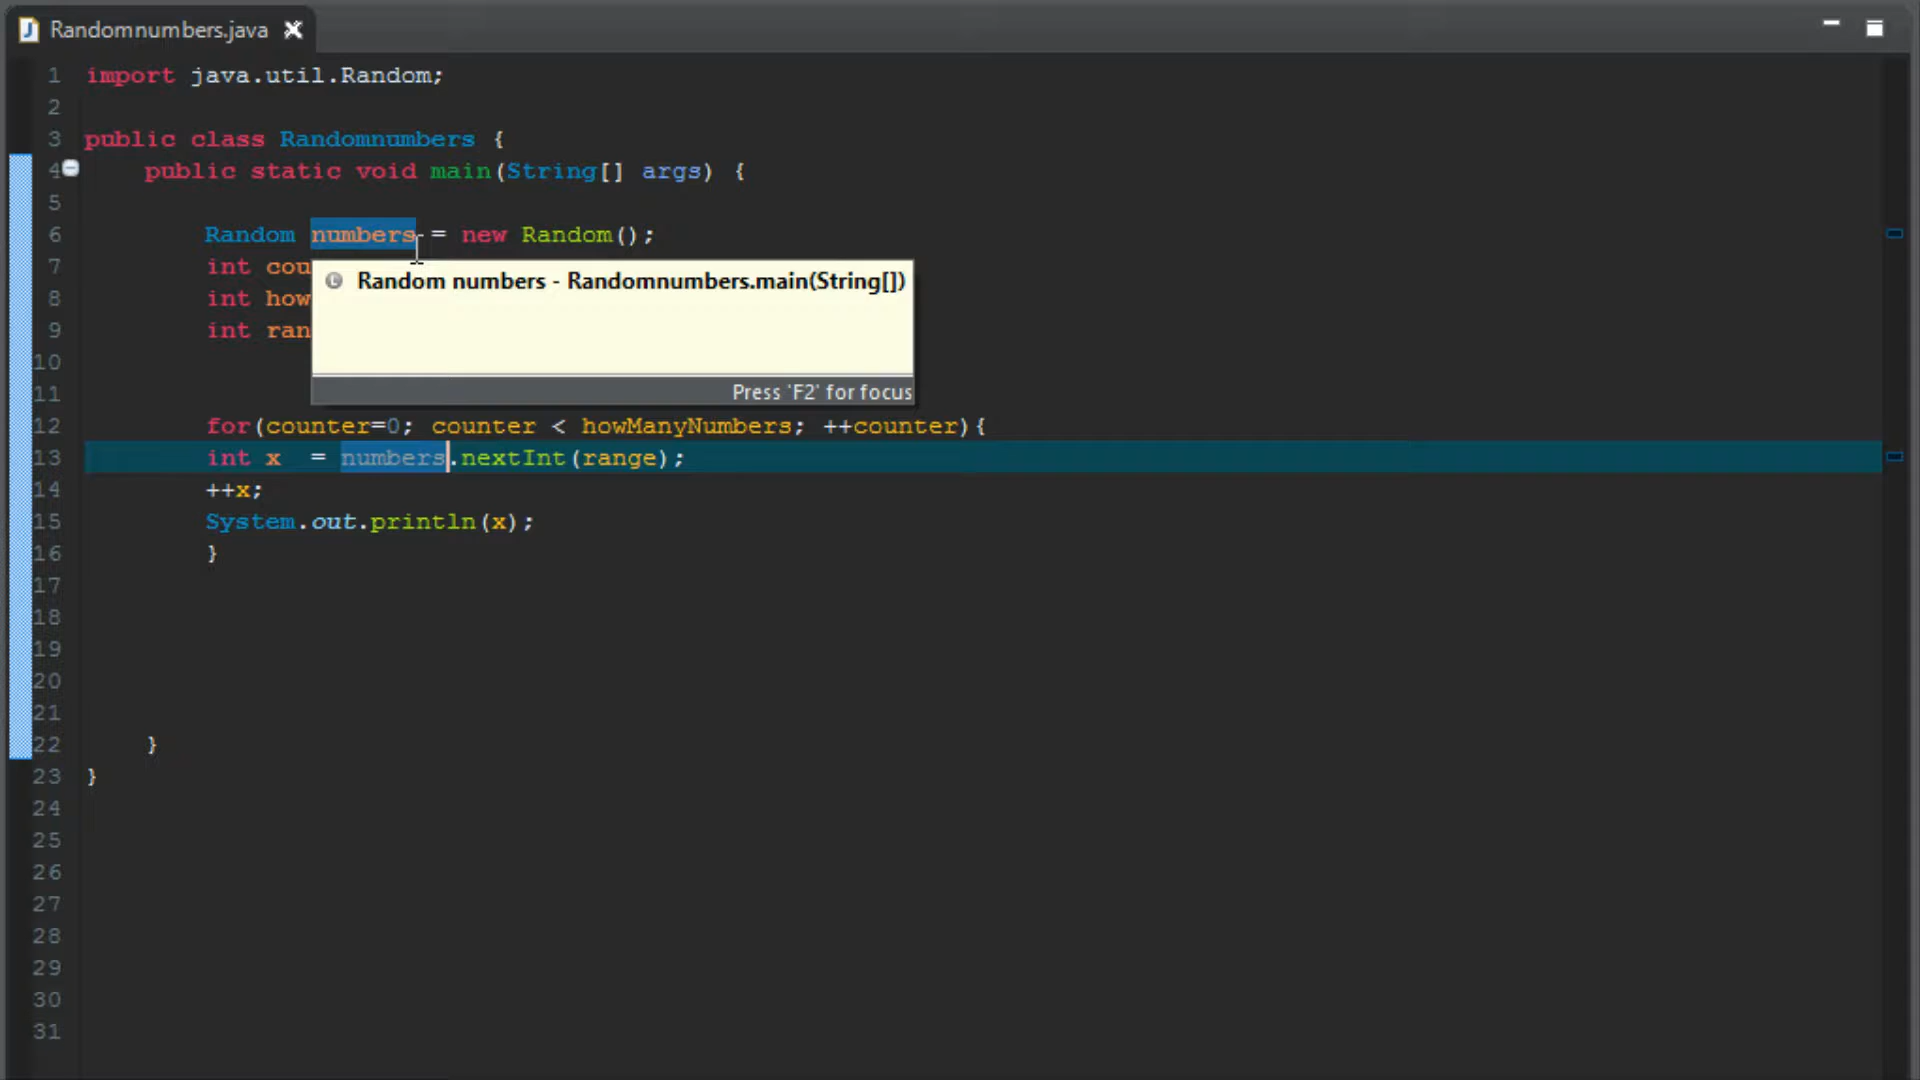 Randomnumbers.java
1 import java.util.Random;
2
3 public class Randomnumbers {
4 public static void main(String[] args) {
5
6 Random numbers = new Random();
7 int cou
8 int how
9 int ran
Random numbers - Randomnumbers.main(String[])
Press 'F2' for focus
10
11
12 for(counter=0; counter < howManyNumbers; ++counter){
13 int x  = numbers.nextInt(range);
14 ++x;
15 System.out.println(x);
16 }
17
18
19
20
21
22 }
23 }
24
25
26
27
28
29
30
31